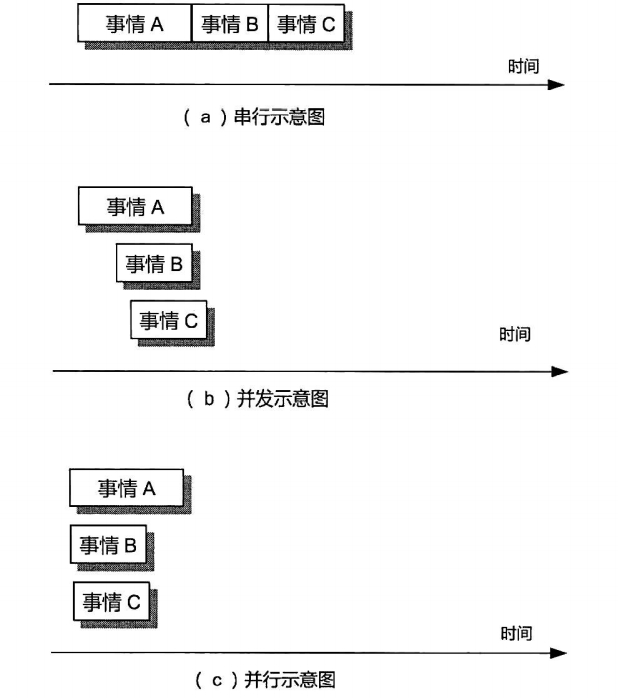 事情 A 事情 B 事情 C
时间
（ a ）串行示意图
事情 A
事情 B
事情 C
时间
（ b ）并发示意图
事情 A
事情 B
事情 C
时间
（ c ）并行示意图